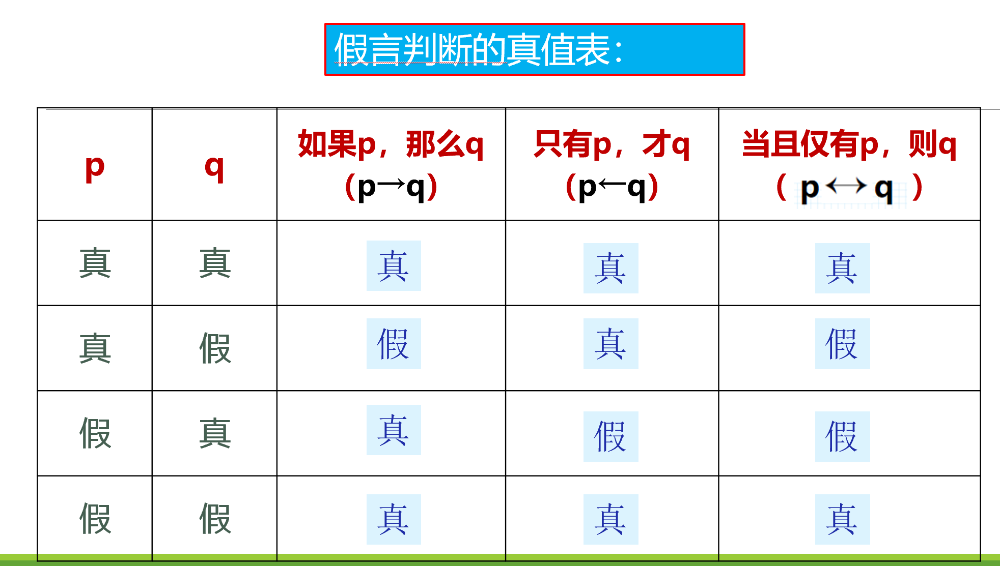 假言判断的真值表：
p q 如果p，那么q（p→q） 只有p，才q（p←q） 当且仅有p，则q（p↔q）
真 真 真 真 真
真 假 假 真 假
假 真 真 假 假
假 假 真 真 真